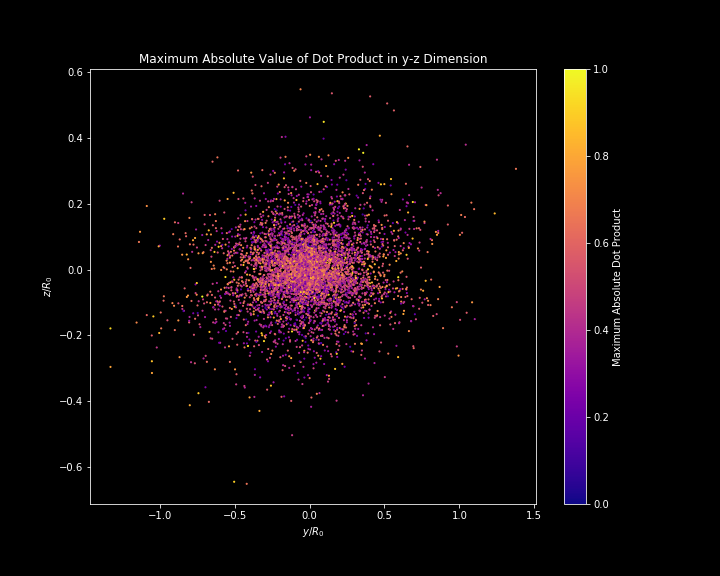 Maximum Absolute Value of Dot Product in y-z Dimension
0.6
0.4
0.2
0.0
−0.2
−0.4
−0.6
z/R₀
−1.0 −0.5 0.0 0.5 1.0 1.5
y/R₀
1.0
0.8
0.6
0.4
0.2
0.0
Maximum Absolute Dot Product